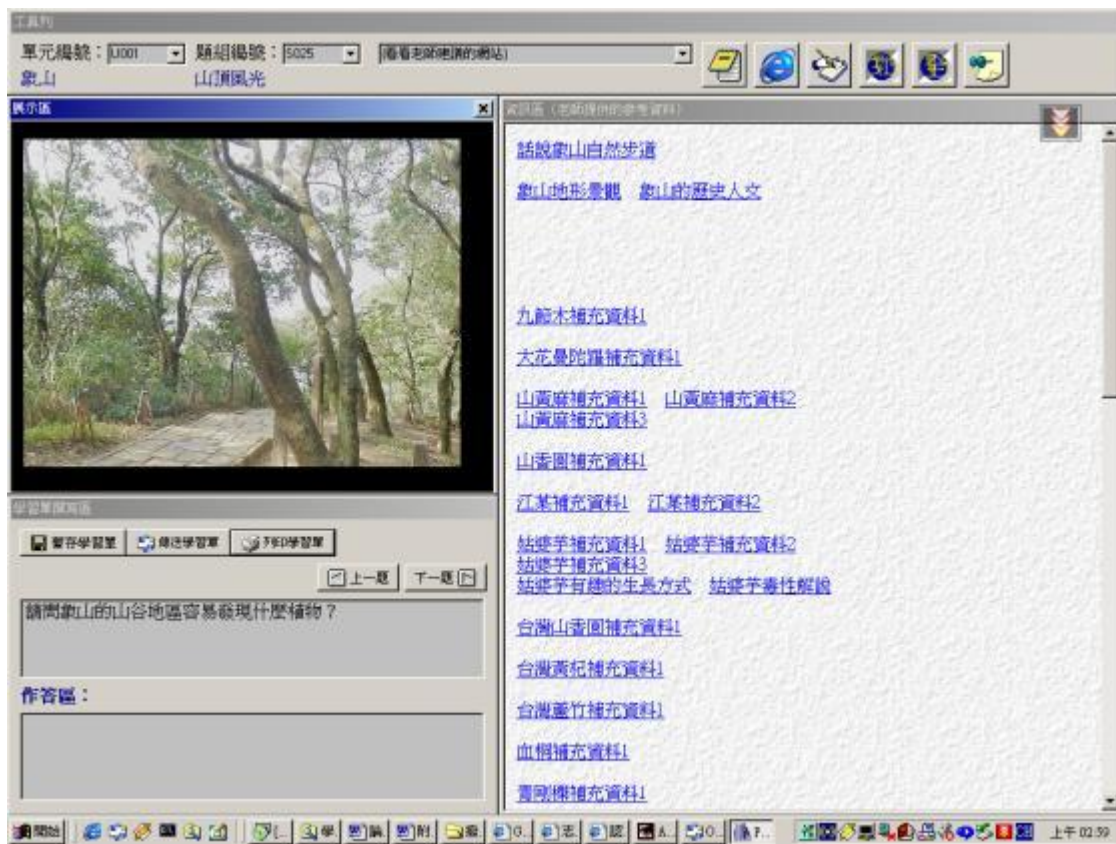 工具列
單元編號：U001 題組編號：S025 (看看老師建議的網站)
象山 山頂風光
展示區
資訊區（老師提供的參考資料）
話說象山自然步道
象山地形景觀 象山的歷史人文
九節木補充資料1
大花曼陀羅補充資料1
山黃麻補充資料1 山黃麻補充資料2
山黃麻補充資料3
山香圓補充資料1
江某補充資料1 江某補充資料2
姑婆芋補充資料1 姑婆芋補充資料2
姑婆芋補充資料3
姑婆芋有趣的生長方式 姑婆芋毒性解說
台灣山香圓補充資料1
台灣黃杞補充資料1
台灣蘆竹補充資料1
血桐補充資料1
青剛櫟補充資料1
學習單填寫區
暫存學習單 傳送學習單 列印學習單
上一題 下一題
請問象山的山谷地區容易發現什麼植物？
作答區：
開始 上午 02:59